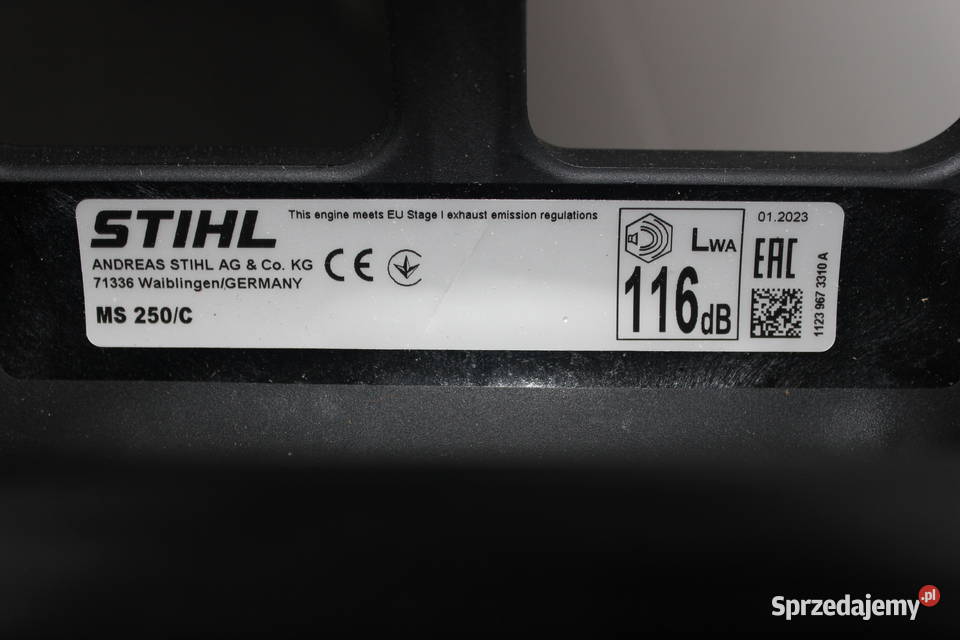 STIHL
This engine meets EU Stage I exhaust emission regulations
ANDREAS STIHL AG & Co. KG
71336 Waiblingen/GERMANY
CE
MS 250/C
LWA
116dB
01.2023
EAC
1123 967 3310 A
Sprzedajemy.pl